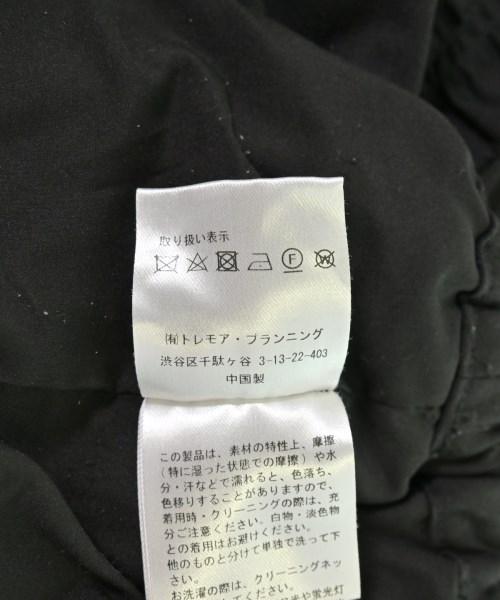 取り扱い表示
F W
㈲トレモア・プランニング
渋谷区千駄ヶ谷 3-13-22-403
中国製
この製品は、素材の特性上、摩擦
(特に湿った状態での摩擦)や水
分・汗などで濡れると、色落ち、
色移りすることがありますので、
着用時・クリーニングの際は、充
分ご注意ください。白物・淡色物
との着用はお避けください。
他のものと分けて単独で洗って下
さい。
お洗濯の際は、クリーニングネッ
や蛍光灯